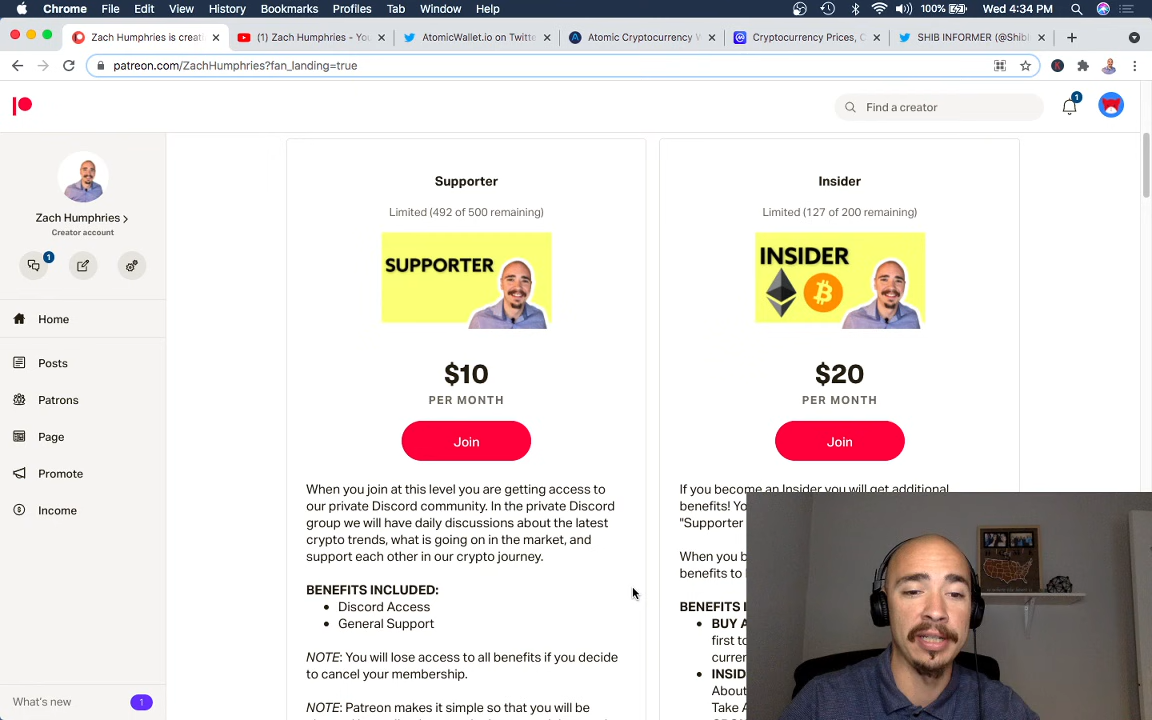 Chrome File Edit View History Bookmarks Profiles Tab Window Help 100% Wed 4:34 PM
Zach Humphries is creati
(1) Zach Humphries - You
AtomicWallet.io on Twitte
Atomic Cryptocurrency W
Cryptocurrency Prices, C
SHIB INFORMER (@Shibi
patreon.com/ZachHumphries?fan_landing=true
Find a creator
1
Zach Humphries
Creator account
1
Home
Posts
Patrons
Page
Promote
Income
What's new 1
Supporter
Limited (492 of 500 remaining)
SUPPORTER
$10
PER MONTH
Join
When you join at this level you are getting access to
our private Discord community. In the private Discord
group we will have daily discussions about the latest
crypto trends, what is going on in the market, and
support each other in our crypto journey.
BENEFITS INCLUDED:
Discord Access
General Support
NOTE: You will lose access to all benefits if you decide
to cancel your membership.
NOTE: Patreon makes it simple so that you will be
Insider
Limited (127 of 200 remaining)
INSIDER
$20
PER MONTH
Join
If you become an Insider you will get additional
benefits! Yo
"Supporter
When you b
benefits to
BENEFITS I
BUY A
first to
curren
INSID
About
Take A